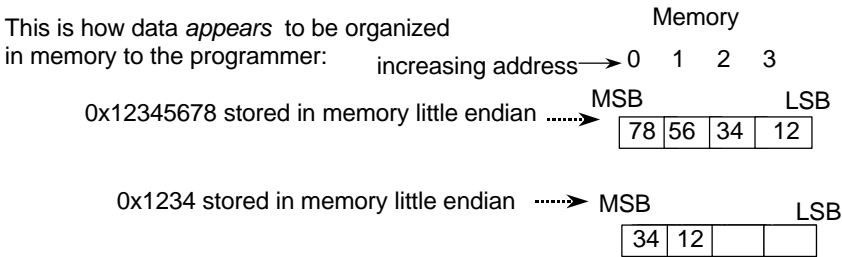 This is how data appears to be organized
in memory to the programmer:
Memory
increasing address 0 1 2 3
MSB LSB
0x12345678 stored in memory little endian
78 56 34 12
0x1234 stored in memory little endian MSB LSB
34 12